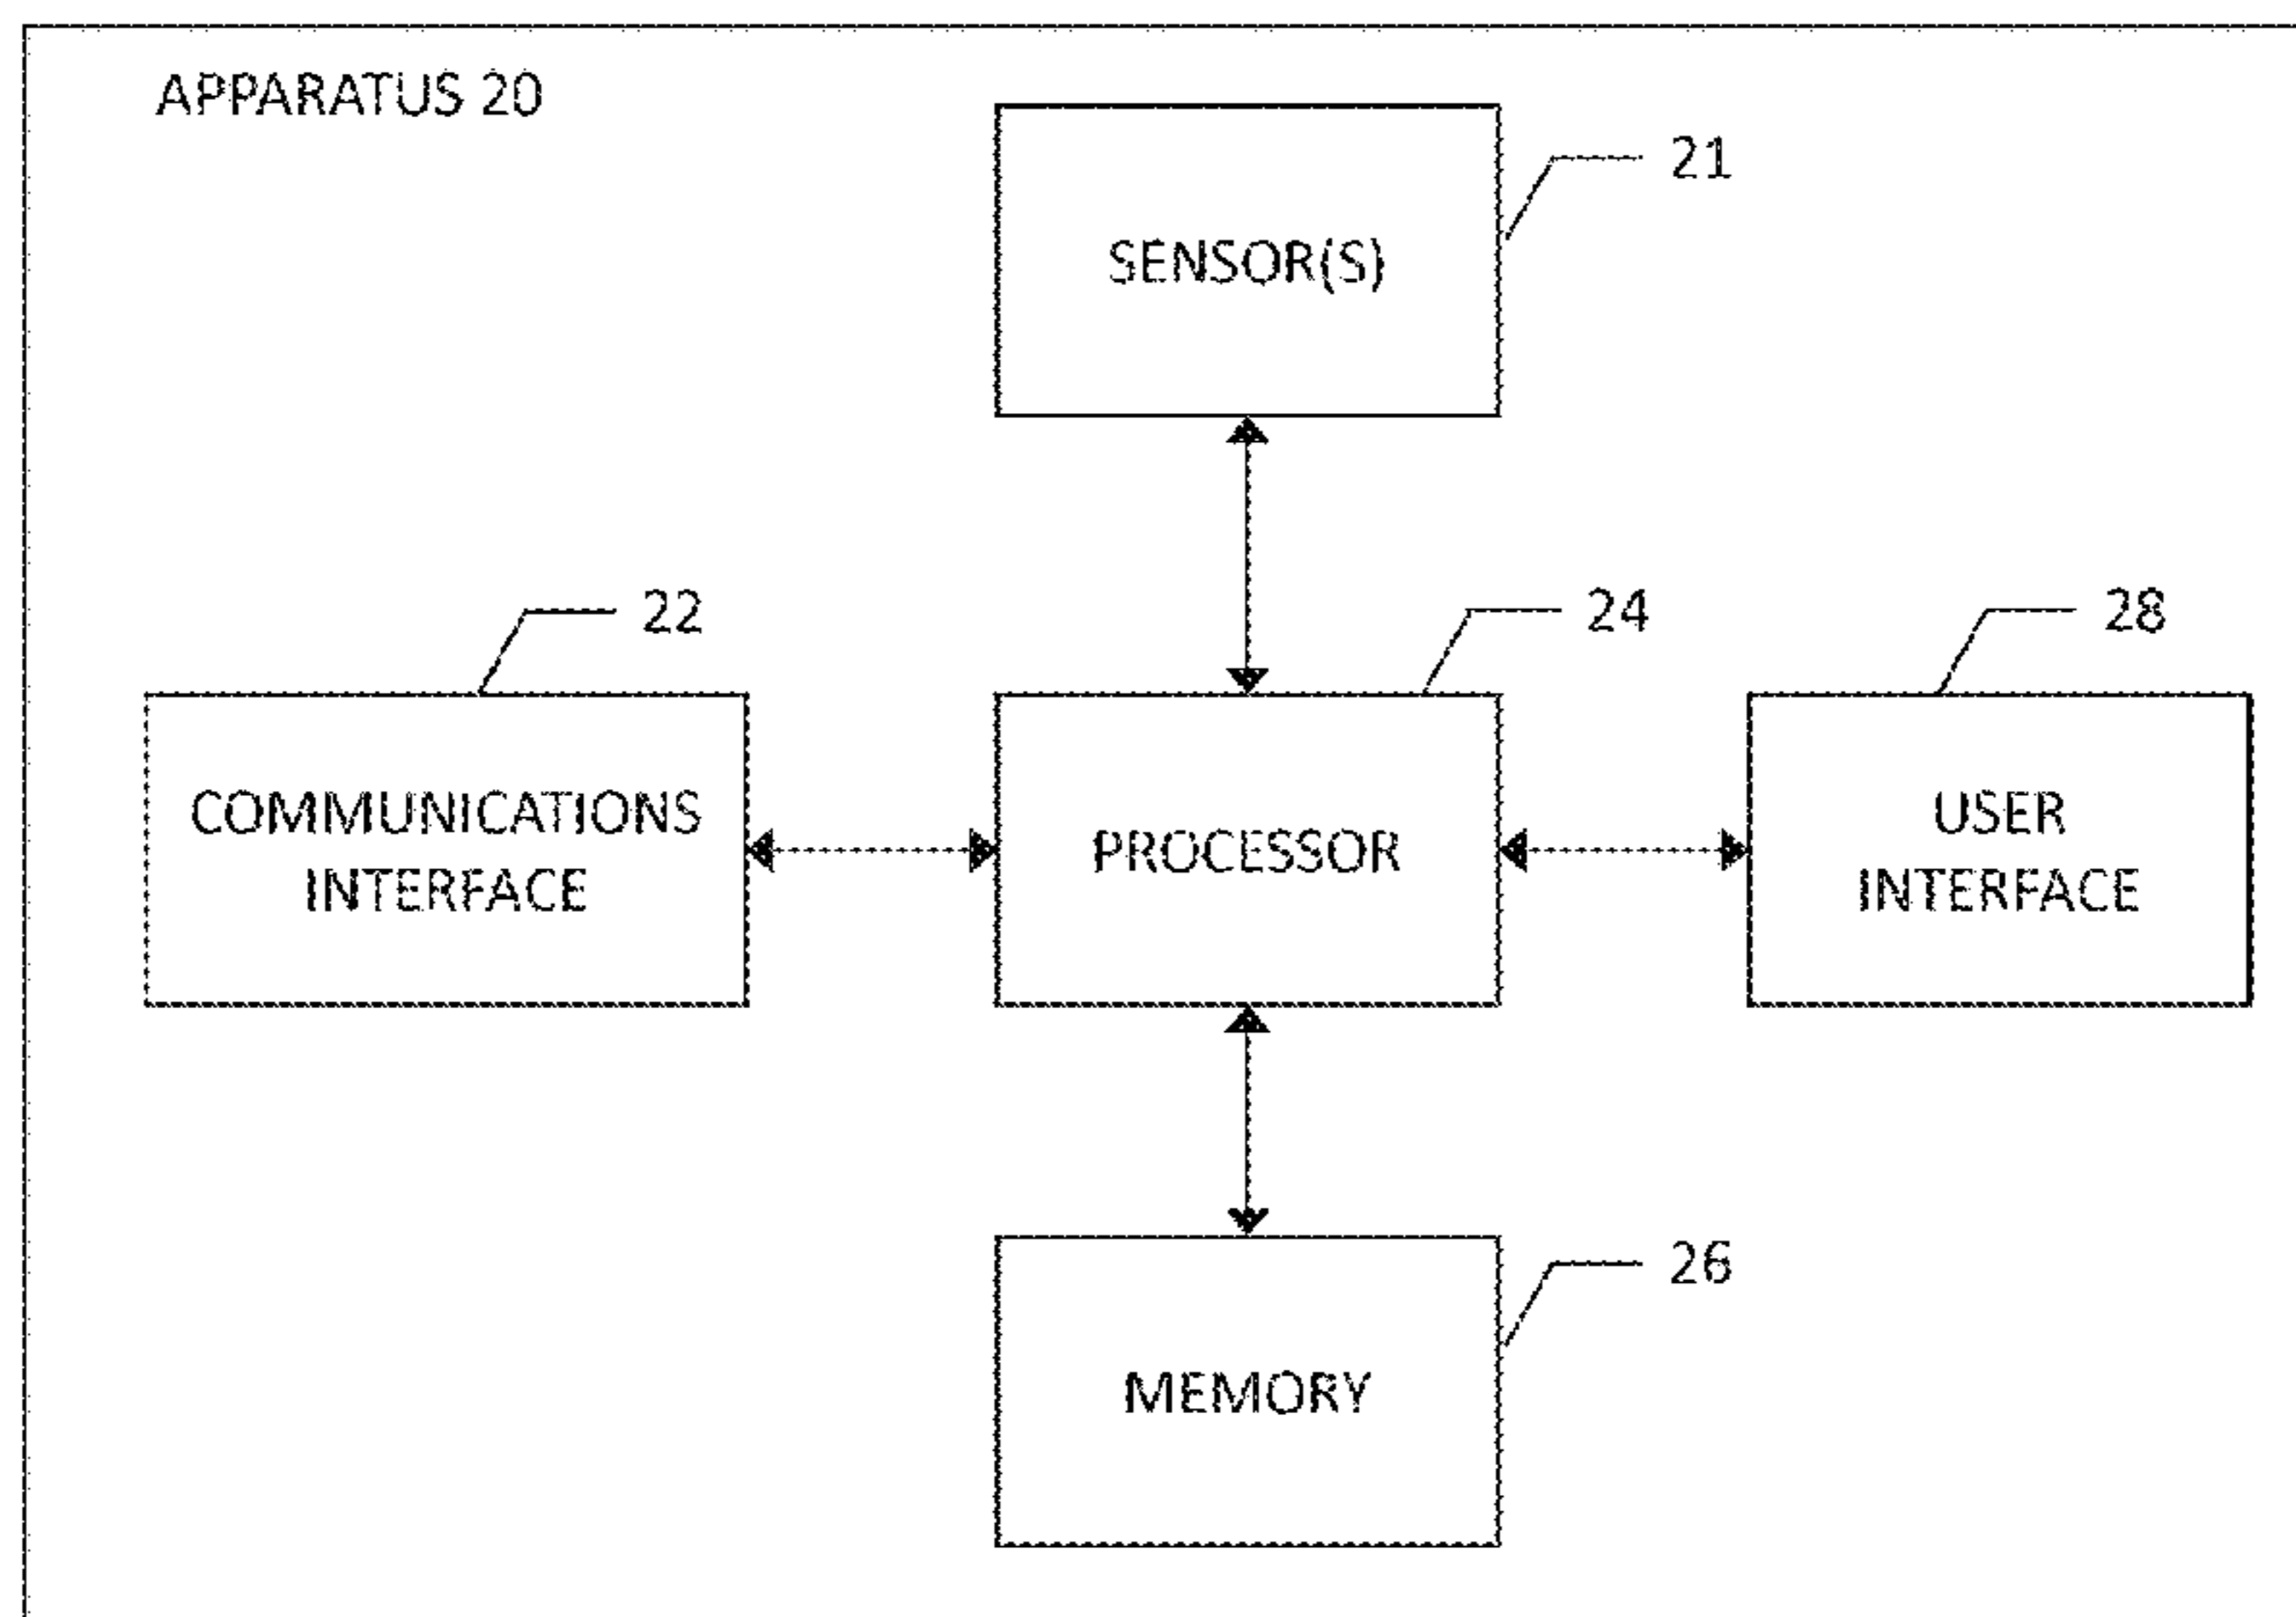 APPARATUS 20
21
SENSOR(S)
22
24
28
COMMUNICATIONS
INTERFACE
PROCESSOR
USER
INTERFACE
26
MEMORY